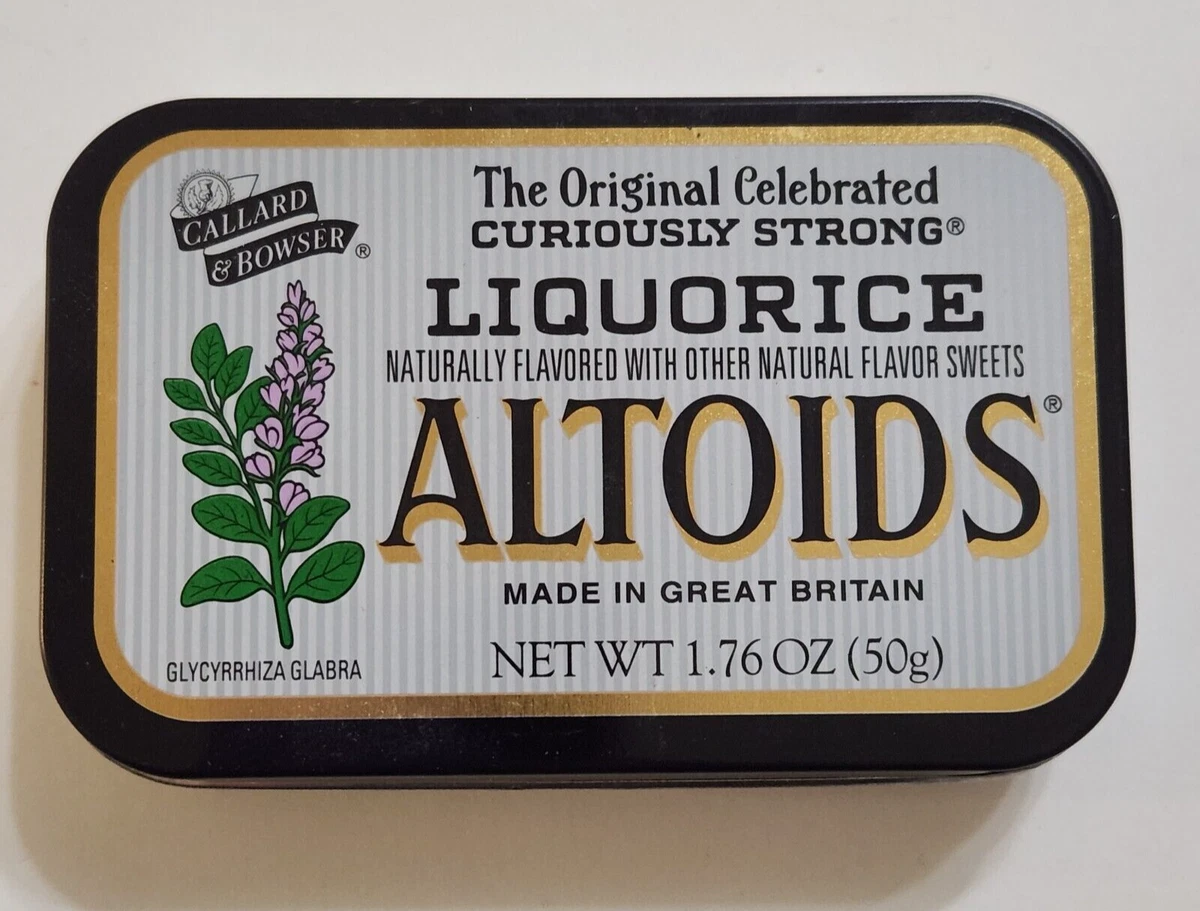 CALLARD
& BOWSER®
The Original Celebrated
CURIOUSLY STRONG®
LIQUORICE
NATURALLY FLAVORED WITH OTHER NATURAL FLAVOR SWEETS
ALTOIDS®
MADE IN GREAT BRITAIN
NET WT 1.76 OZ (50g)
GLYCYRRHIZA GLABRA